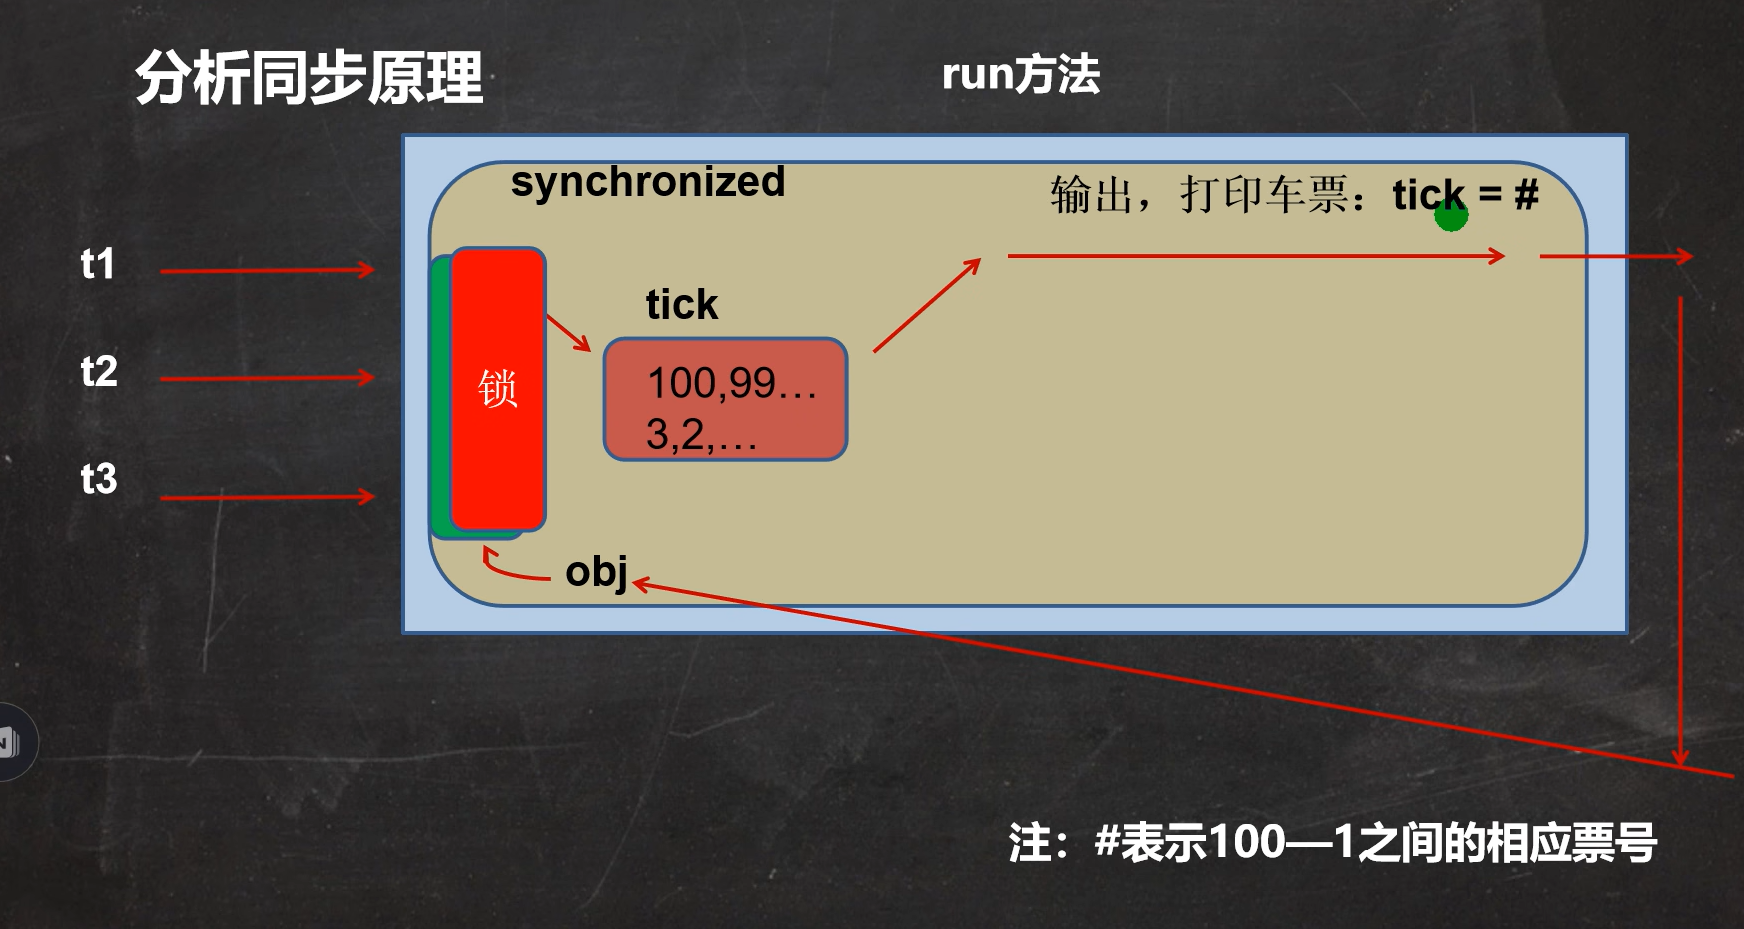 分析同步原理
run方法
synchronized
输出，打印车票：tick = #
t1
tick
t2
锁
100,99…
3,2,…
t3
obj
注：#表示100—1之间的相应票号